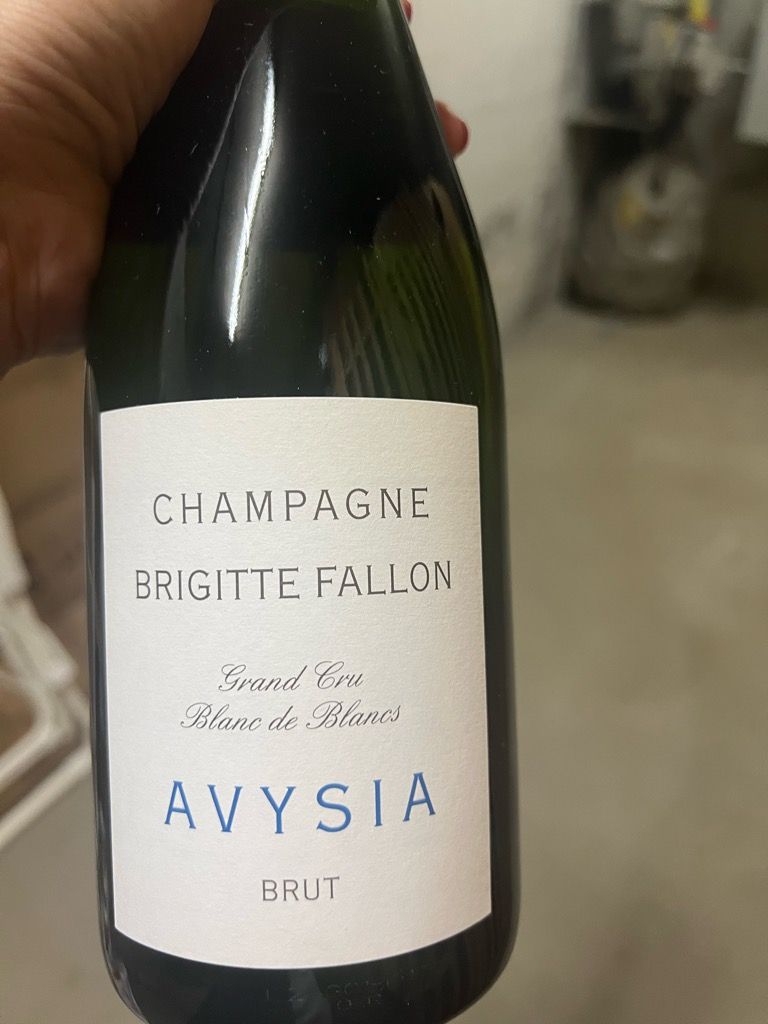 CHAMPAGNE
BRIGITTE FALLON
Grand Cru
Blanc de Blancs
AVYSIA
BRUT